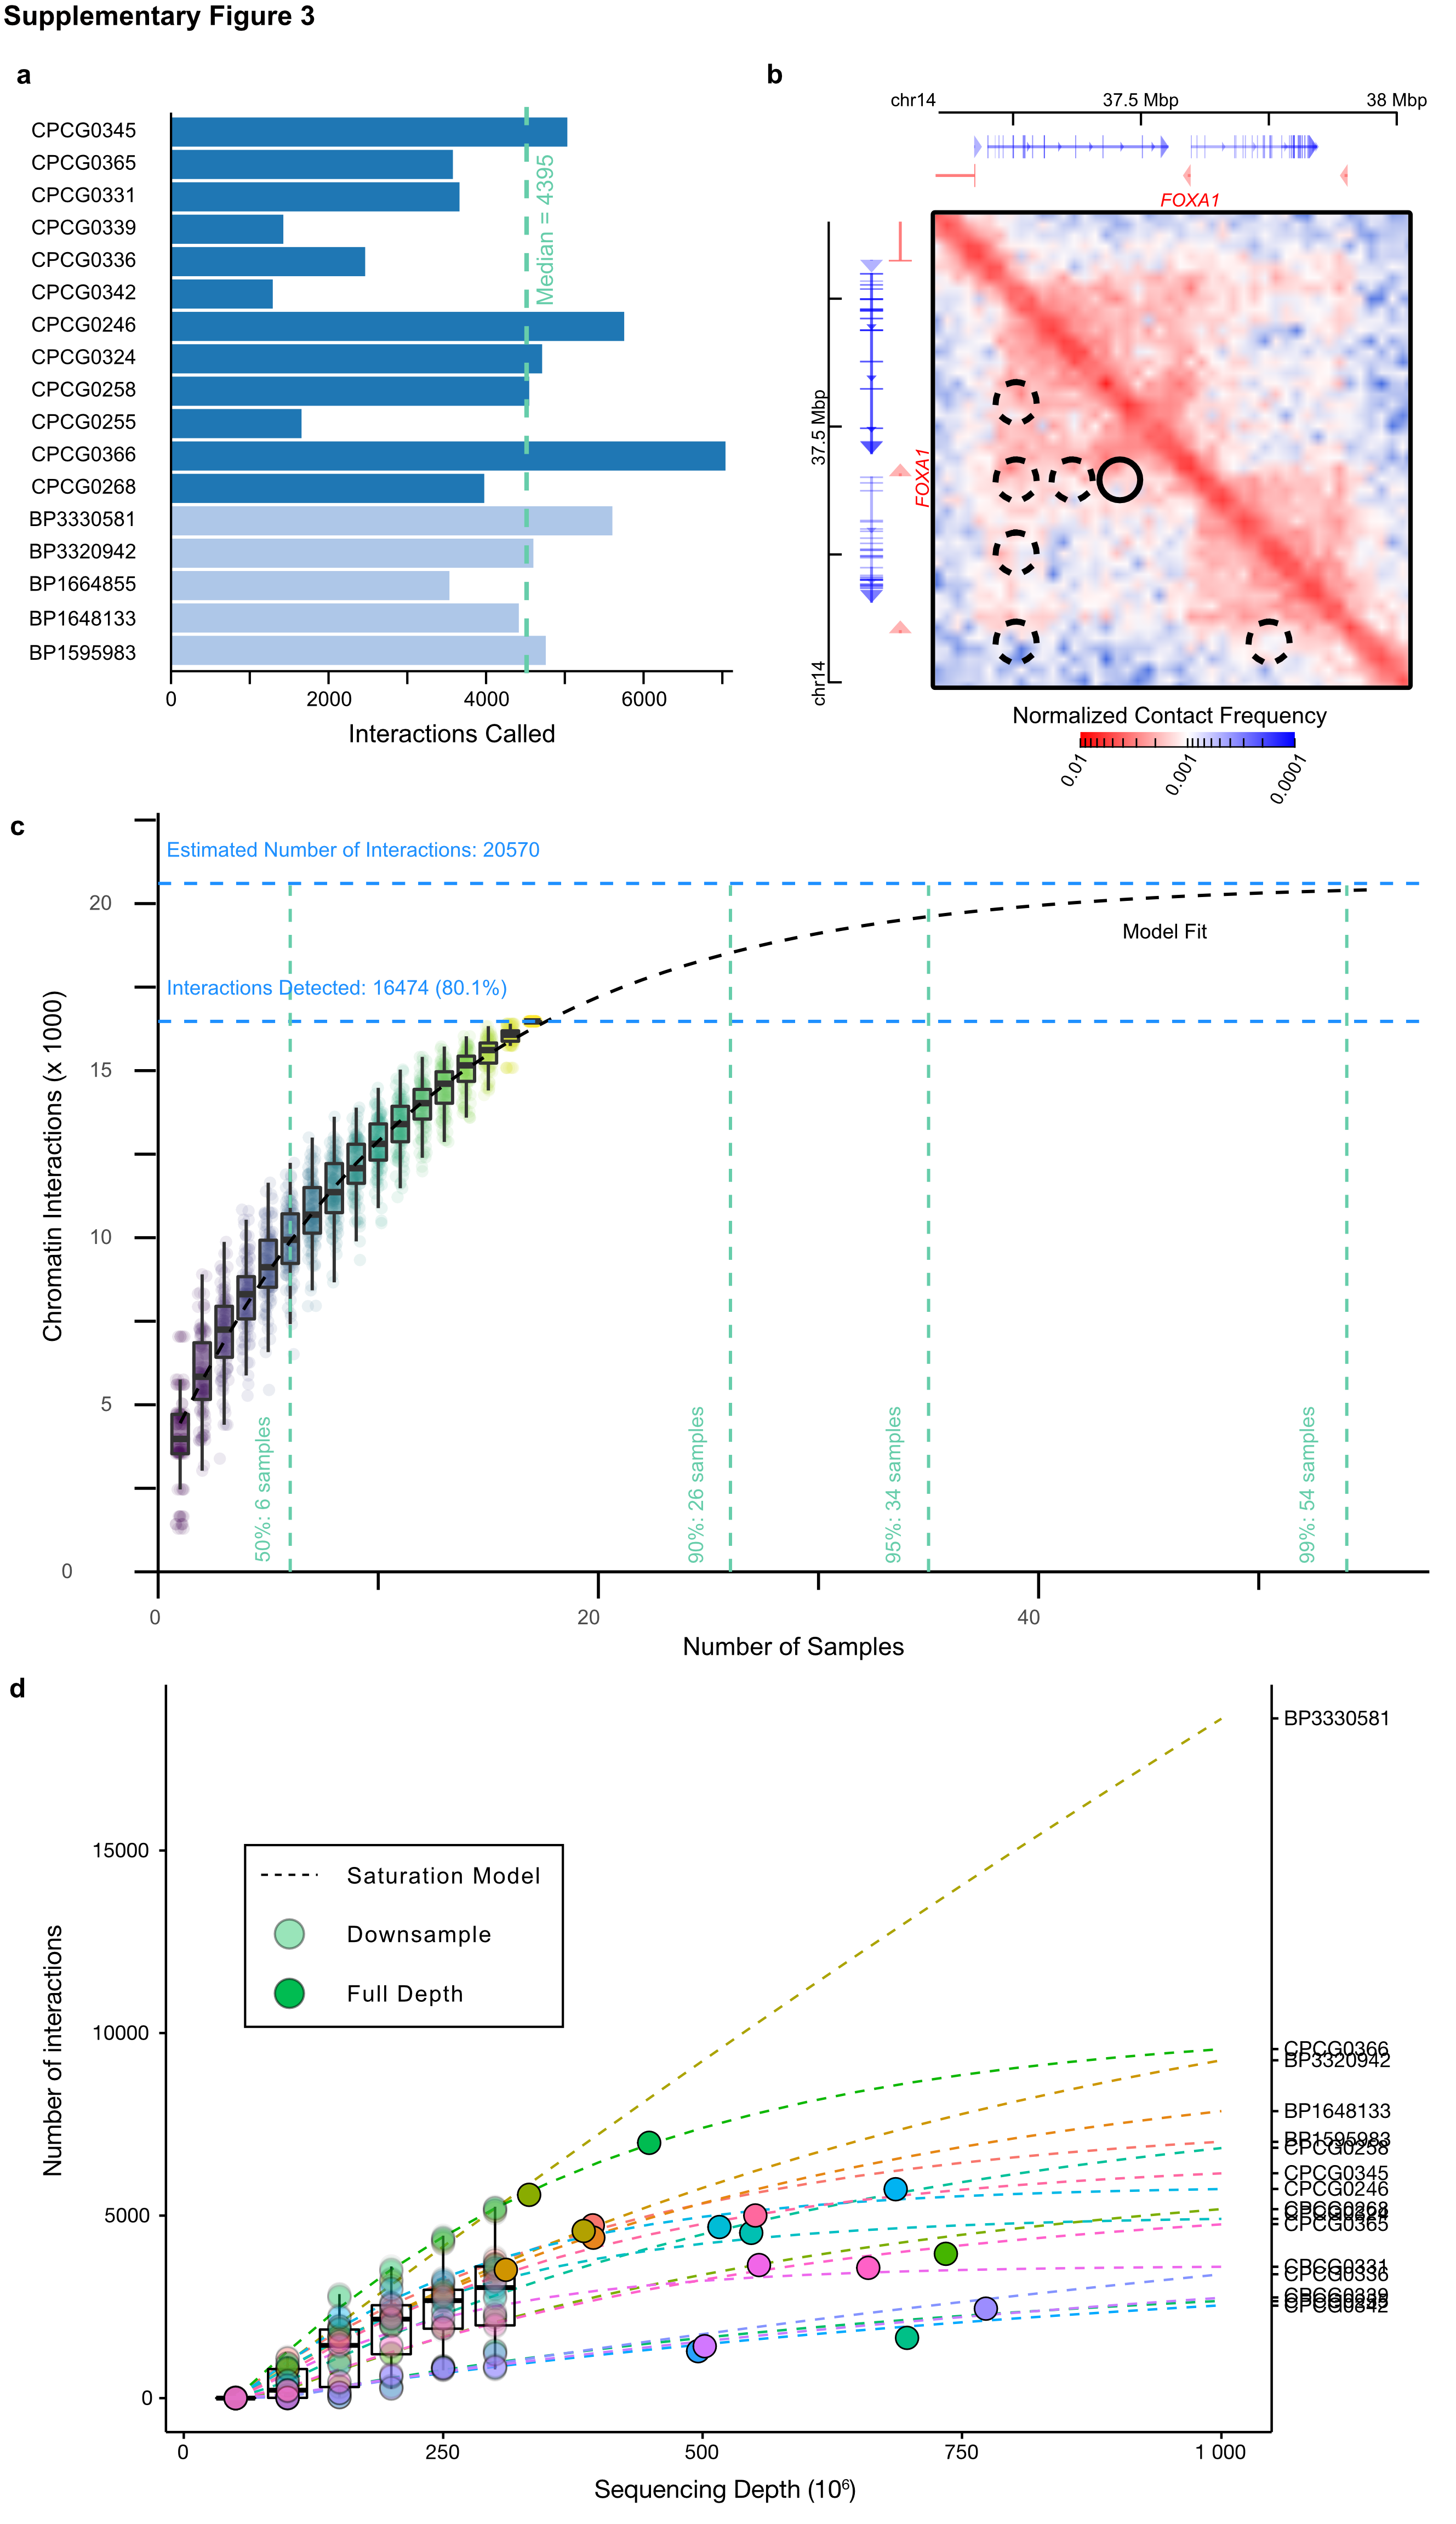 Supplementary Figure 3
a
CPCG0345
CPCG0365
CPCG0331
CPCG0339
CPCG0336
CPCG0342
CPCG0246
CPCG0324
CPCG0258
CPCG0255
CPCG0366
CPCG0268
BP3330581
BP3320942
BP1664855
BP1648133
BP1595983
Median = 4395
0 2000 4000 6000
Interactions Called
b
chr14 37.5 Mbp 38 Mbp
FOXA1
37.5 Mbp
FOXA1
chr14
Normalized Contact Frequency
0.01 0.001 0.0001
c
Estimated Number of Interactions: 20570
Interactions Detected: 16474 (80.1%)
Model Fit
Chromatin Interactions (x 1000)
20
15
10
5
0
50%: 6 samples
90%: 26 samples
95%: 34 samples
99%: 54 samples
0 20 40
Number of Samples
d
Number of interactions
15000
10000
5000
0
Saturation Model
Downsample
Full Depth
BP3330581
CPCG0366
BP3320942
BP1648133
BP1595983
CPCG0258
CPCG0345
CPCG0246
CPCG0268
CPCG0324
CPCG0365
CPCG0331
CPCG0336
CPCG0339
CPCG0342
0 250 500 750 1 000
Sequencing Depth (10⁶)